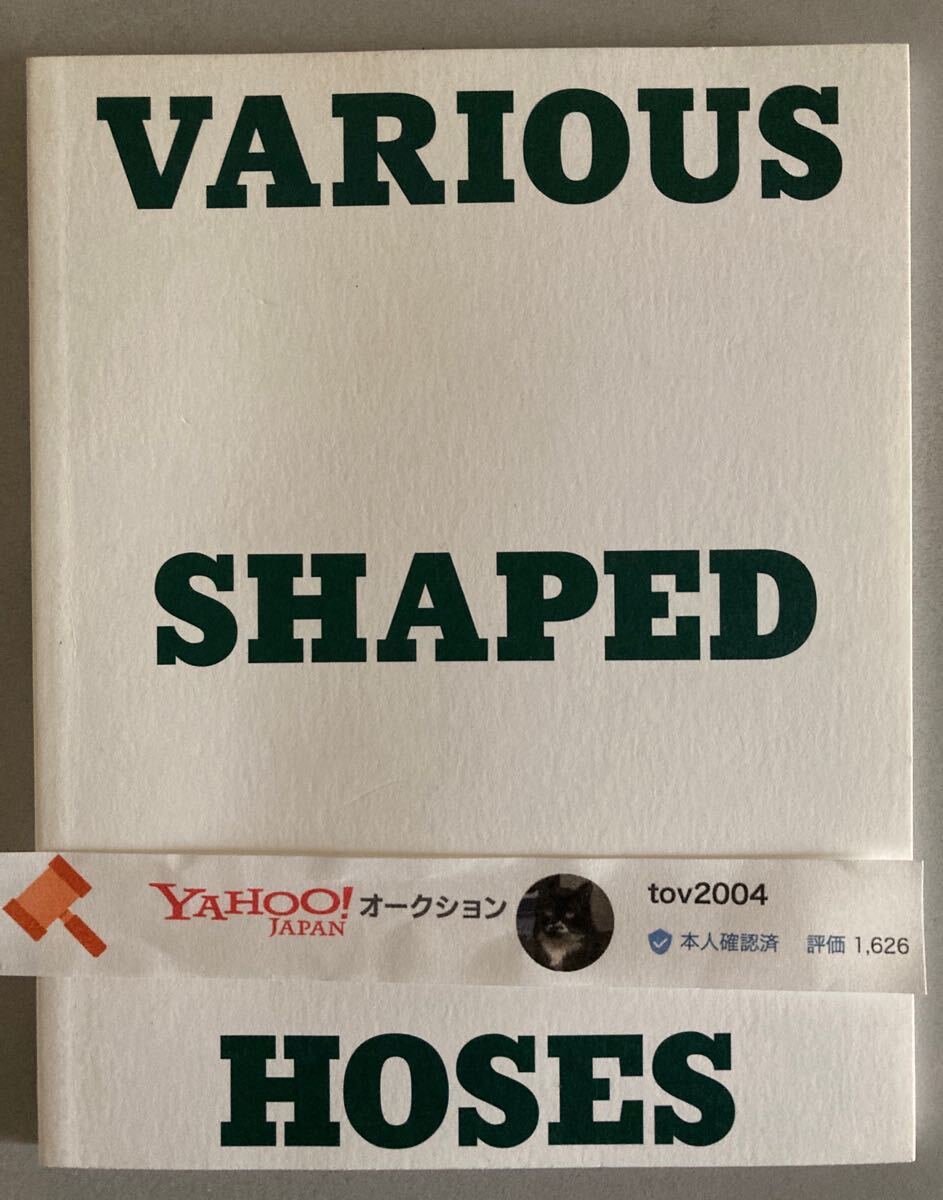 VARIOUS
SHAPED
YAHOO! JAPAN オークション
tov2004
本人確認済 評価 1,626
HOSES